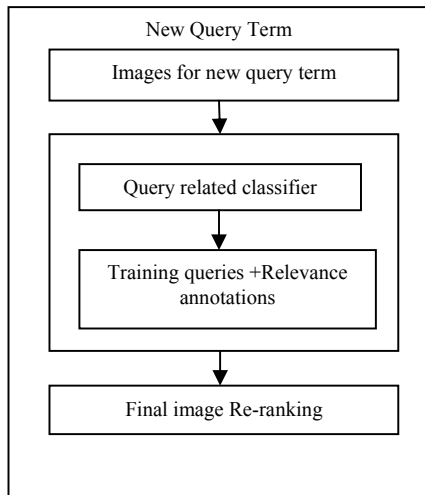 New Query Term
Images for new query term
Query related classifier
Training queries +Relevance
annotations
Final image Re-ranking